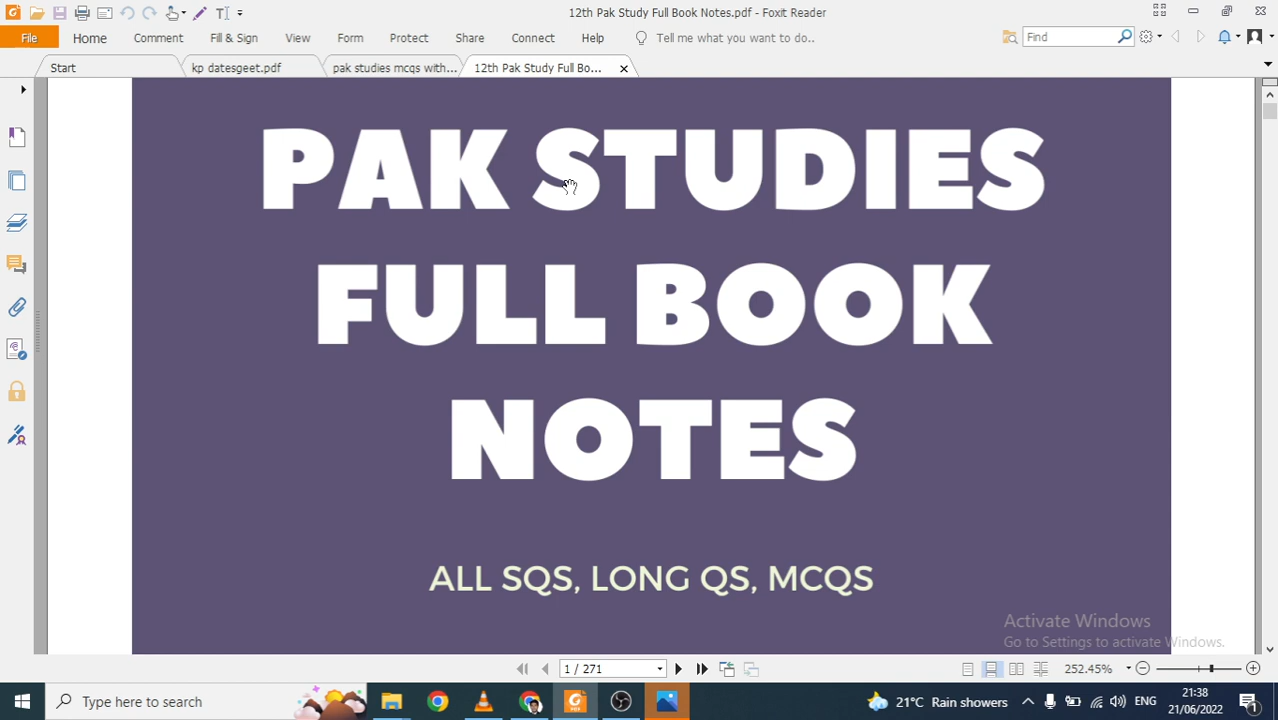 12th Pak Study Full Book Notes.pdf - Foxit Reader
File Home Comment Fill & Sign View Form Protect Share Connect Help Tell me what you want to do.. Find
Start kp datesgeet.pdf pak studies mcqs with... 12th Pak Study Full Bo...
PAK STUDIES
FULL BOOK
NOTES
ALL SQS, LONG QS, MCQS
Activate Windows
Go to Settings to activate Windows.
1 / 271 252.45%
Type here to search 21°C Rain showers ENG 21:38
21/06/2022 1